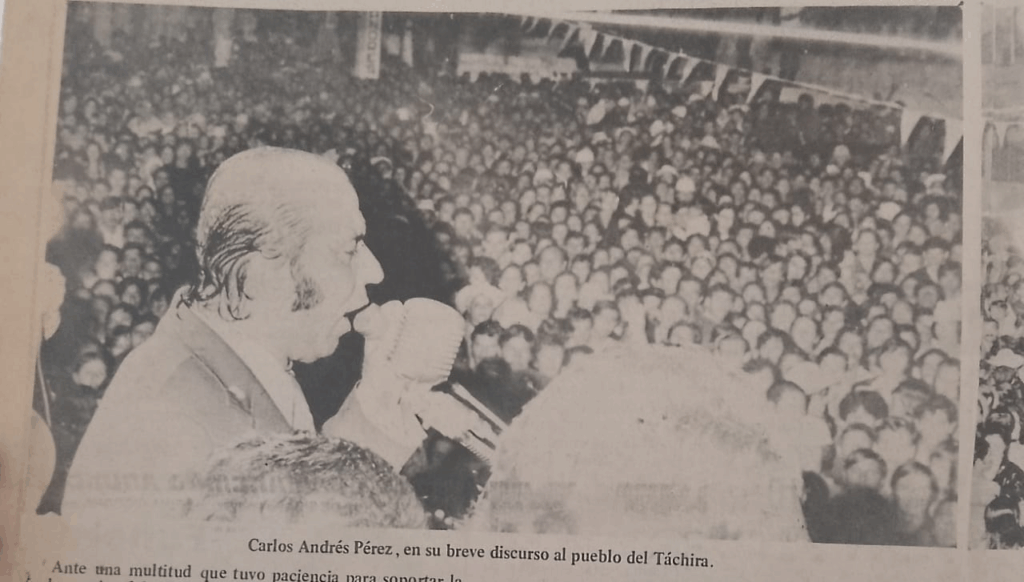 Carlos Andrés Pérez, en su breve discurso al pueblo del Táchira.
Ante una multitud que tuvo paciencia para soportar la